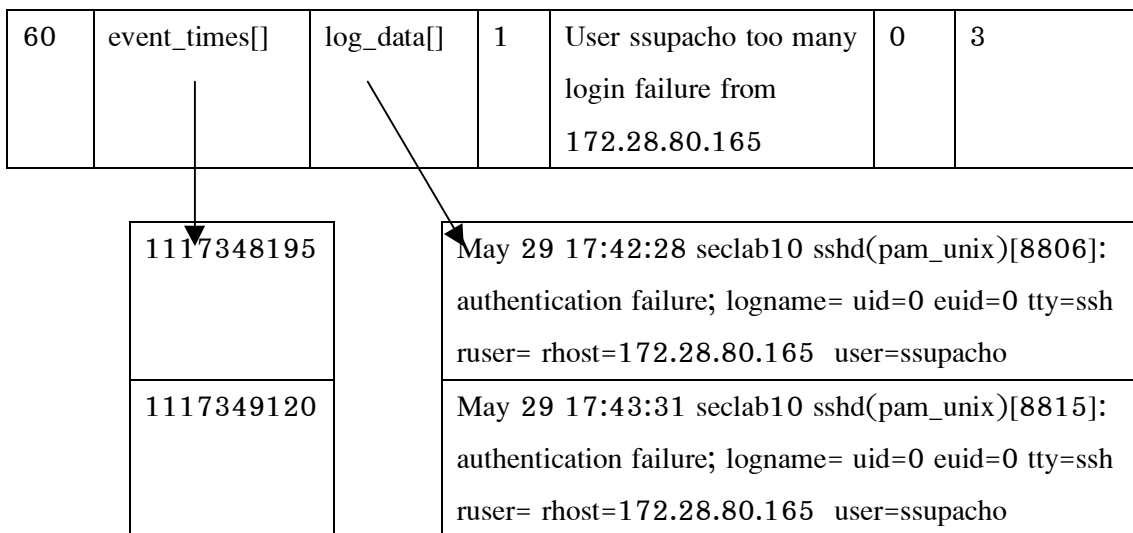 60 event_times[] log_data[] 1 User ssupacho too many 0 3
login failure from
172.28.80.165
1117348195 May 29 17:42:28 seclab10 sshd(pam_unix)[8806]:
authentication failure; logname= uid=0 euid=0 tty=ssh
ruser= rhost=172.28.80.165 user=ssupacho
1117349120 May 29 17:43:31 seclab10 sshd(pam_unix)[8815]:
authentication failure; logname= uid=0 euid=0 tty=ssh
ruser= rhost=172.28.80.165 user=ssupacho